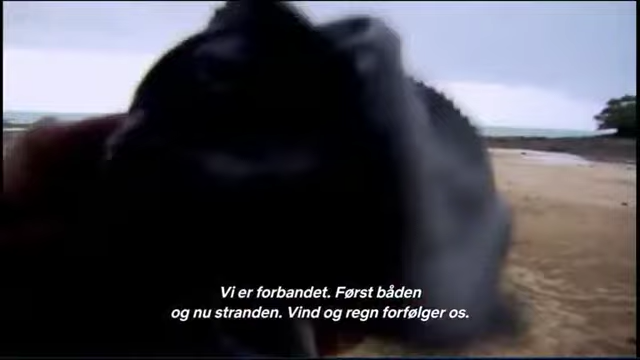 Vi er forbandet. Først båden
og nu stranden. Vind og regn forfølger os.